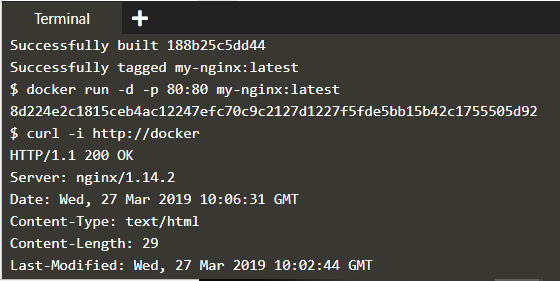 Terminal +
Successfully built 188b25c5dd44
Successfully tagged my-nginx:latest
$ docker run -d -p 80:80 my-nginx:latest
8d224e2c1815ceb4ac12247efc70c9c2127d1227f5fde5bb15b42c1755505d92
$ curl -i http://docker
HTTP/1.1 200 OK
Server: nginx/1.14.2
Date: Wed, 27 Mar 2019 10:06:31 GMT
Content-Type: text/html
Content-Length: 29
Last-Modified: Wed, 27 Mar 2019 10:02:44 GMT